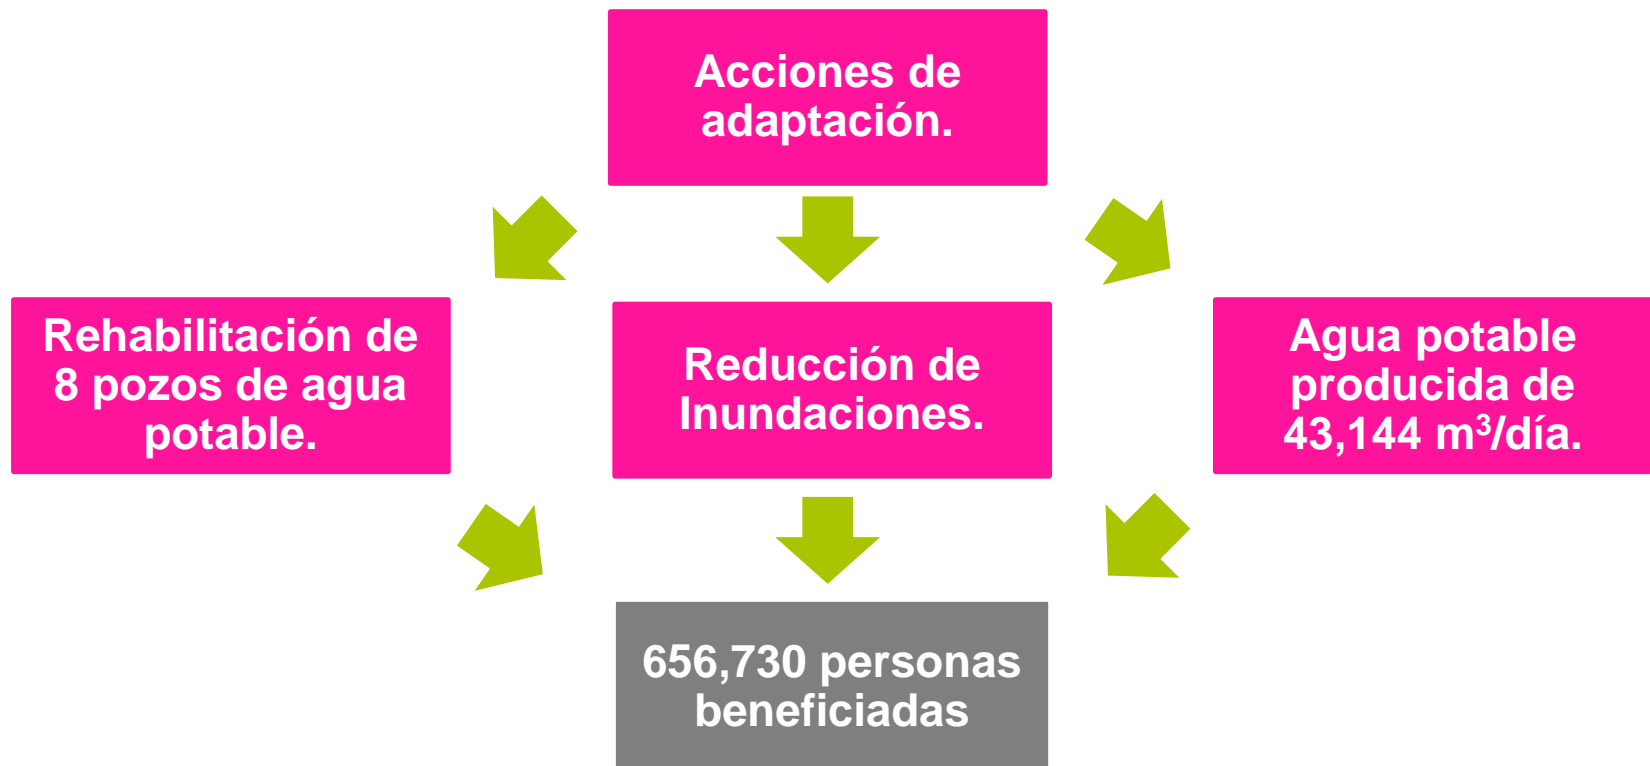 Acciones de
adaptación.
Rehabilitación de
8 pozos de agua
potable.
Reducción de
Inundaciones.
Agua potable
producida de
43,144 m³/día.
656,730 personas
beneficiadas